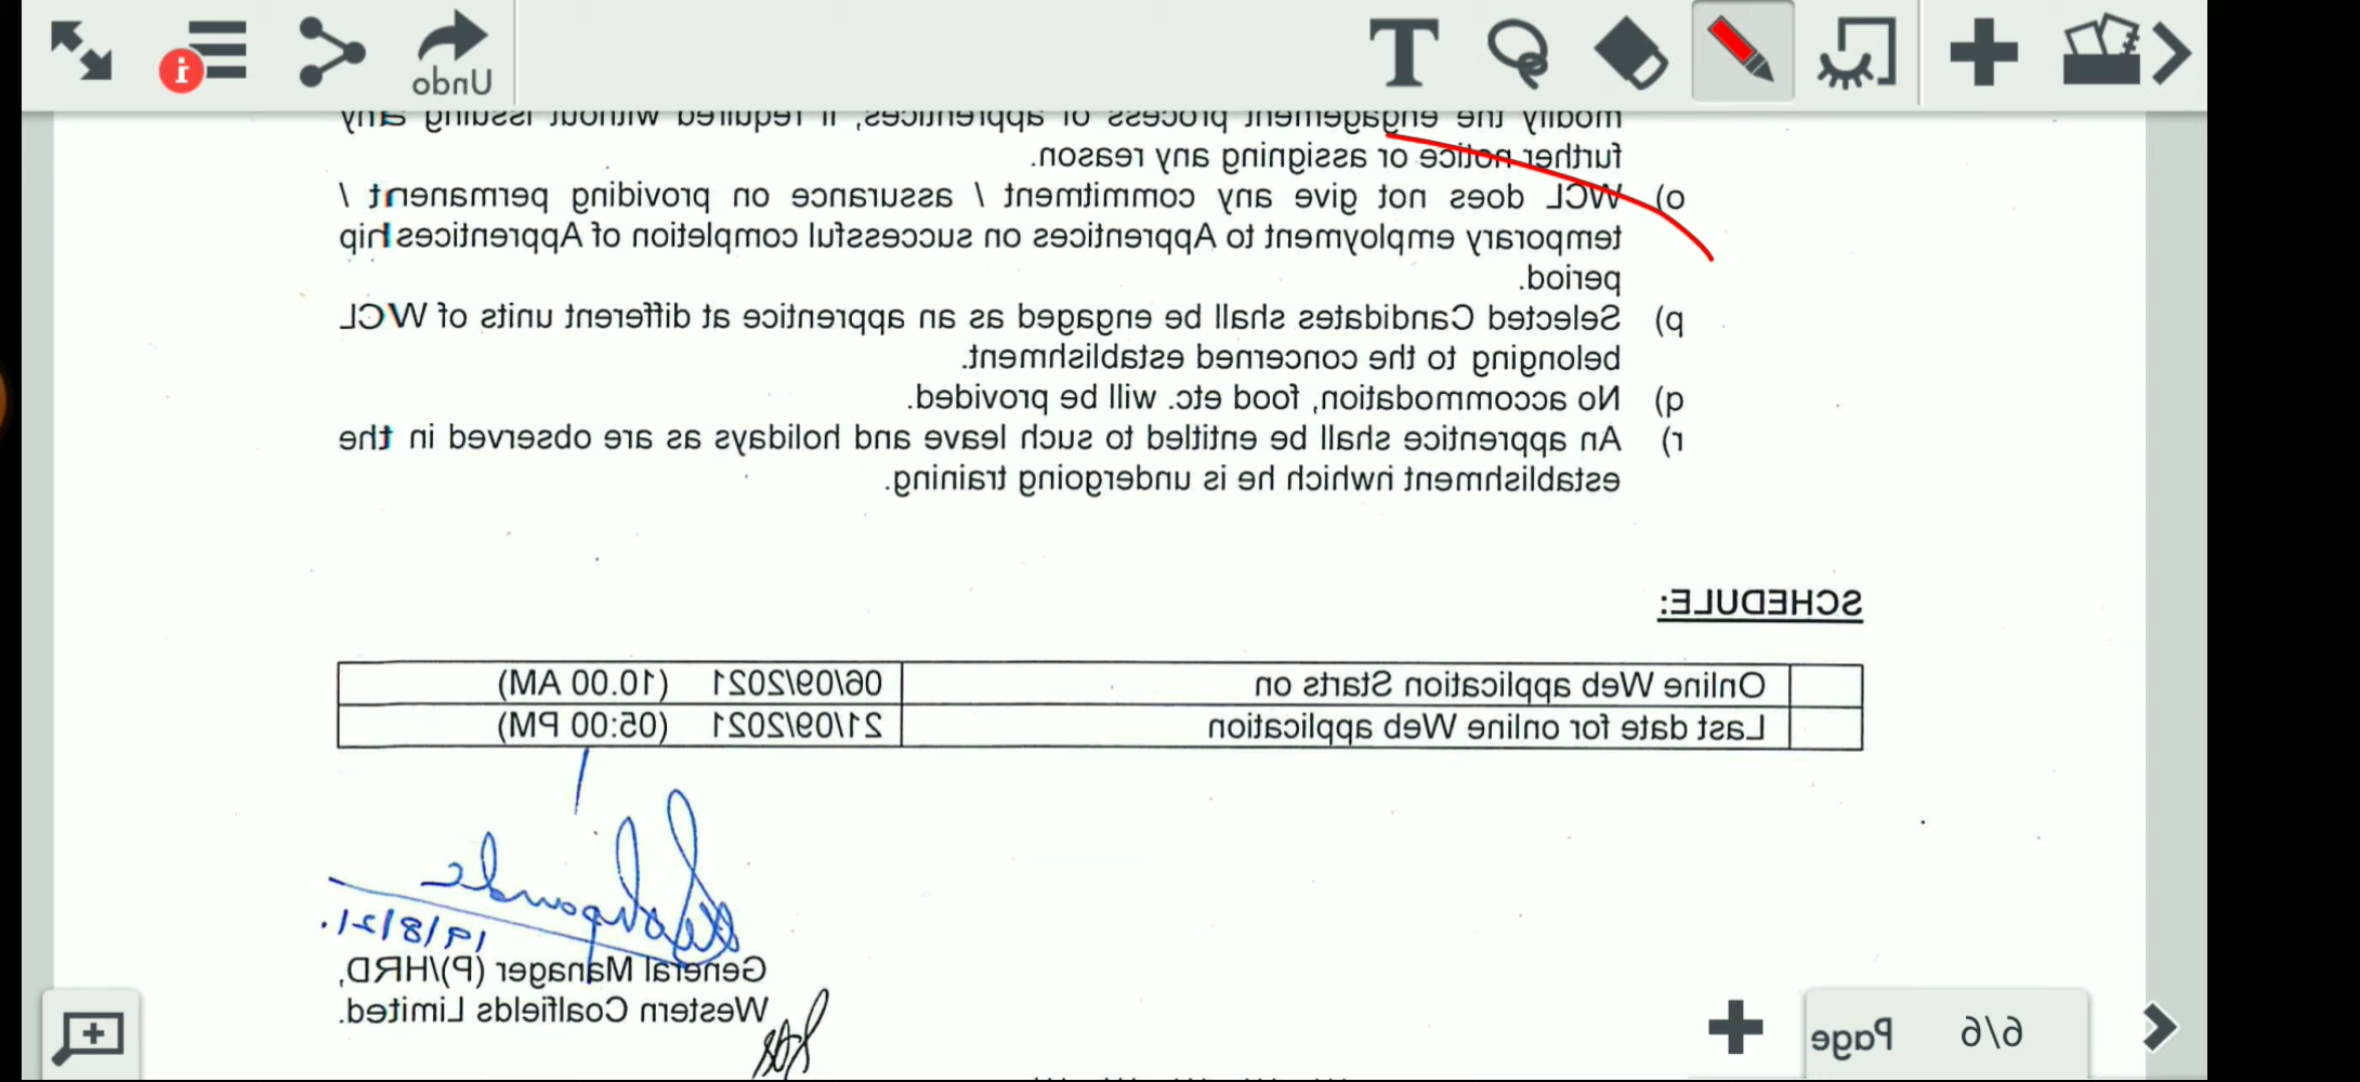 Undo
modify the engagement process of apprentices, if required without issuing any
further notice or assigning any reason.
o) WCL does not give any commitment / assurance on providing permanent /
temporary employment to Apprentices on successful completion of Apprenticeship
period.
p) Selected Candidates shall be engaged as an apprentice at different units of WCL
belonging to the concerned establishment.
q) No accommodation, food etc. will be provided.
r) An apprentice shall be entitled to such leave and holidays as are observed in the
establishment inwhich he is undergoing training.
SCHEDULE:
Online Web application Starts on 06/09/2021 (10.00 AM)
Last date for online Web application 21/09/2021 (05:00 PM)
19/8/21.
General Manager (P)/HRD,
Western Coalfields Limited.
6/6 Page